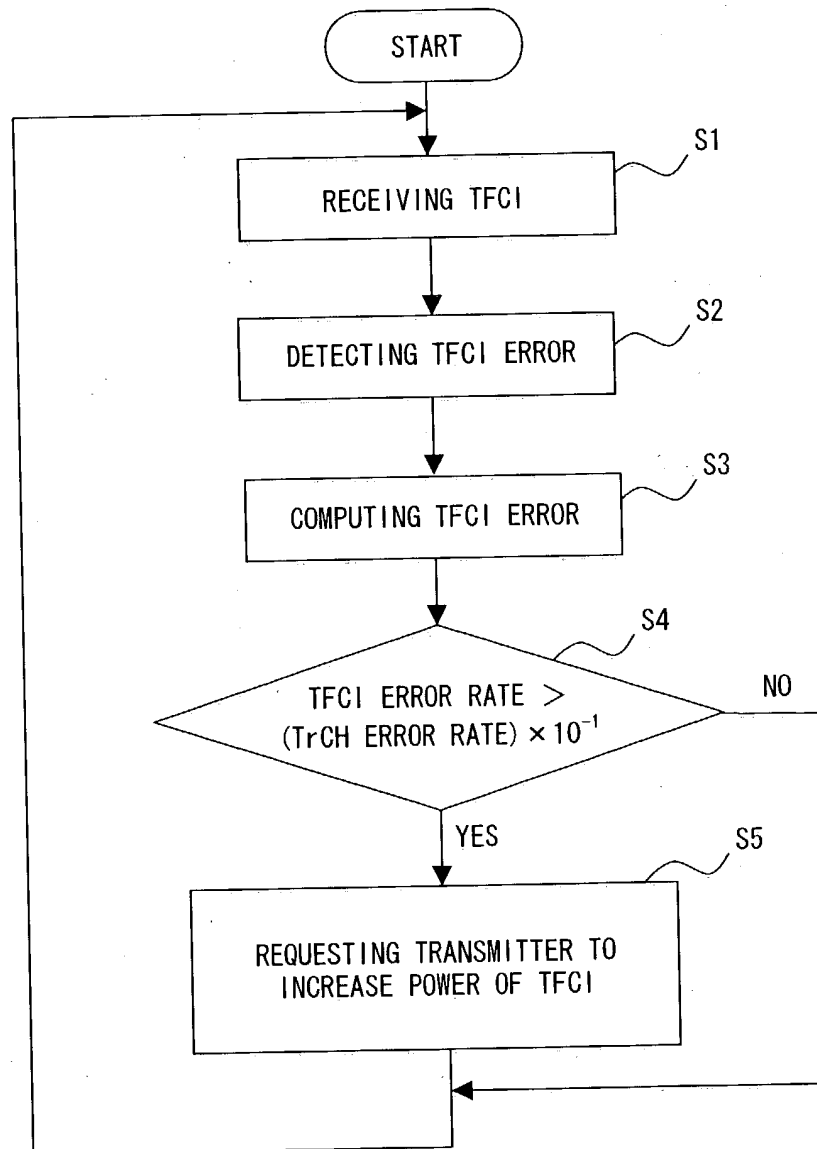 START
S1
RECEIVING TFCI
S2
DETECTING TFCI ERROR
S3
COMPUTING TFCI ERROR
S4
TFCI ERROR RATE >
(TrCH ERROR RATE) ×10⁻¹
NO
YES
S5
REQUESTING TRANSMITTER TO
INCREASE POWER OF TFCI